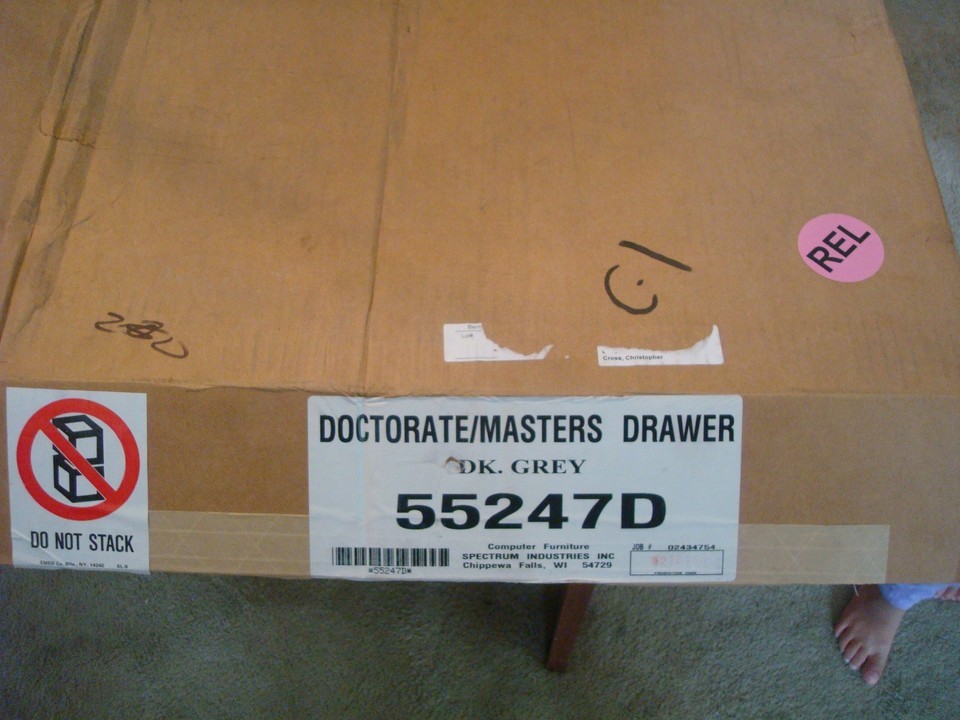 REL
C-1
Cross, Christopher
DOCTORATE/MASTERS DRAWER
DK. GREY
55247D
Computer Furniture
SPECTRUM INDUSTRIES INC
Chippewa Falls, WI 54729
*55247D*
JOB # 02434754
DO NOT STACK